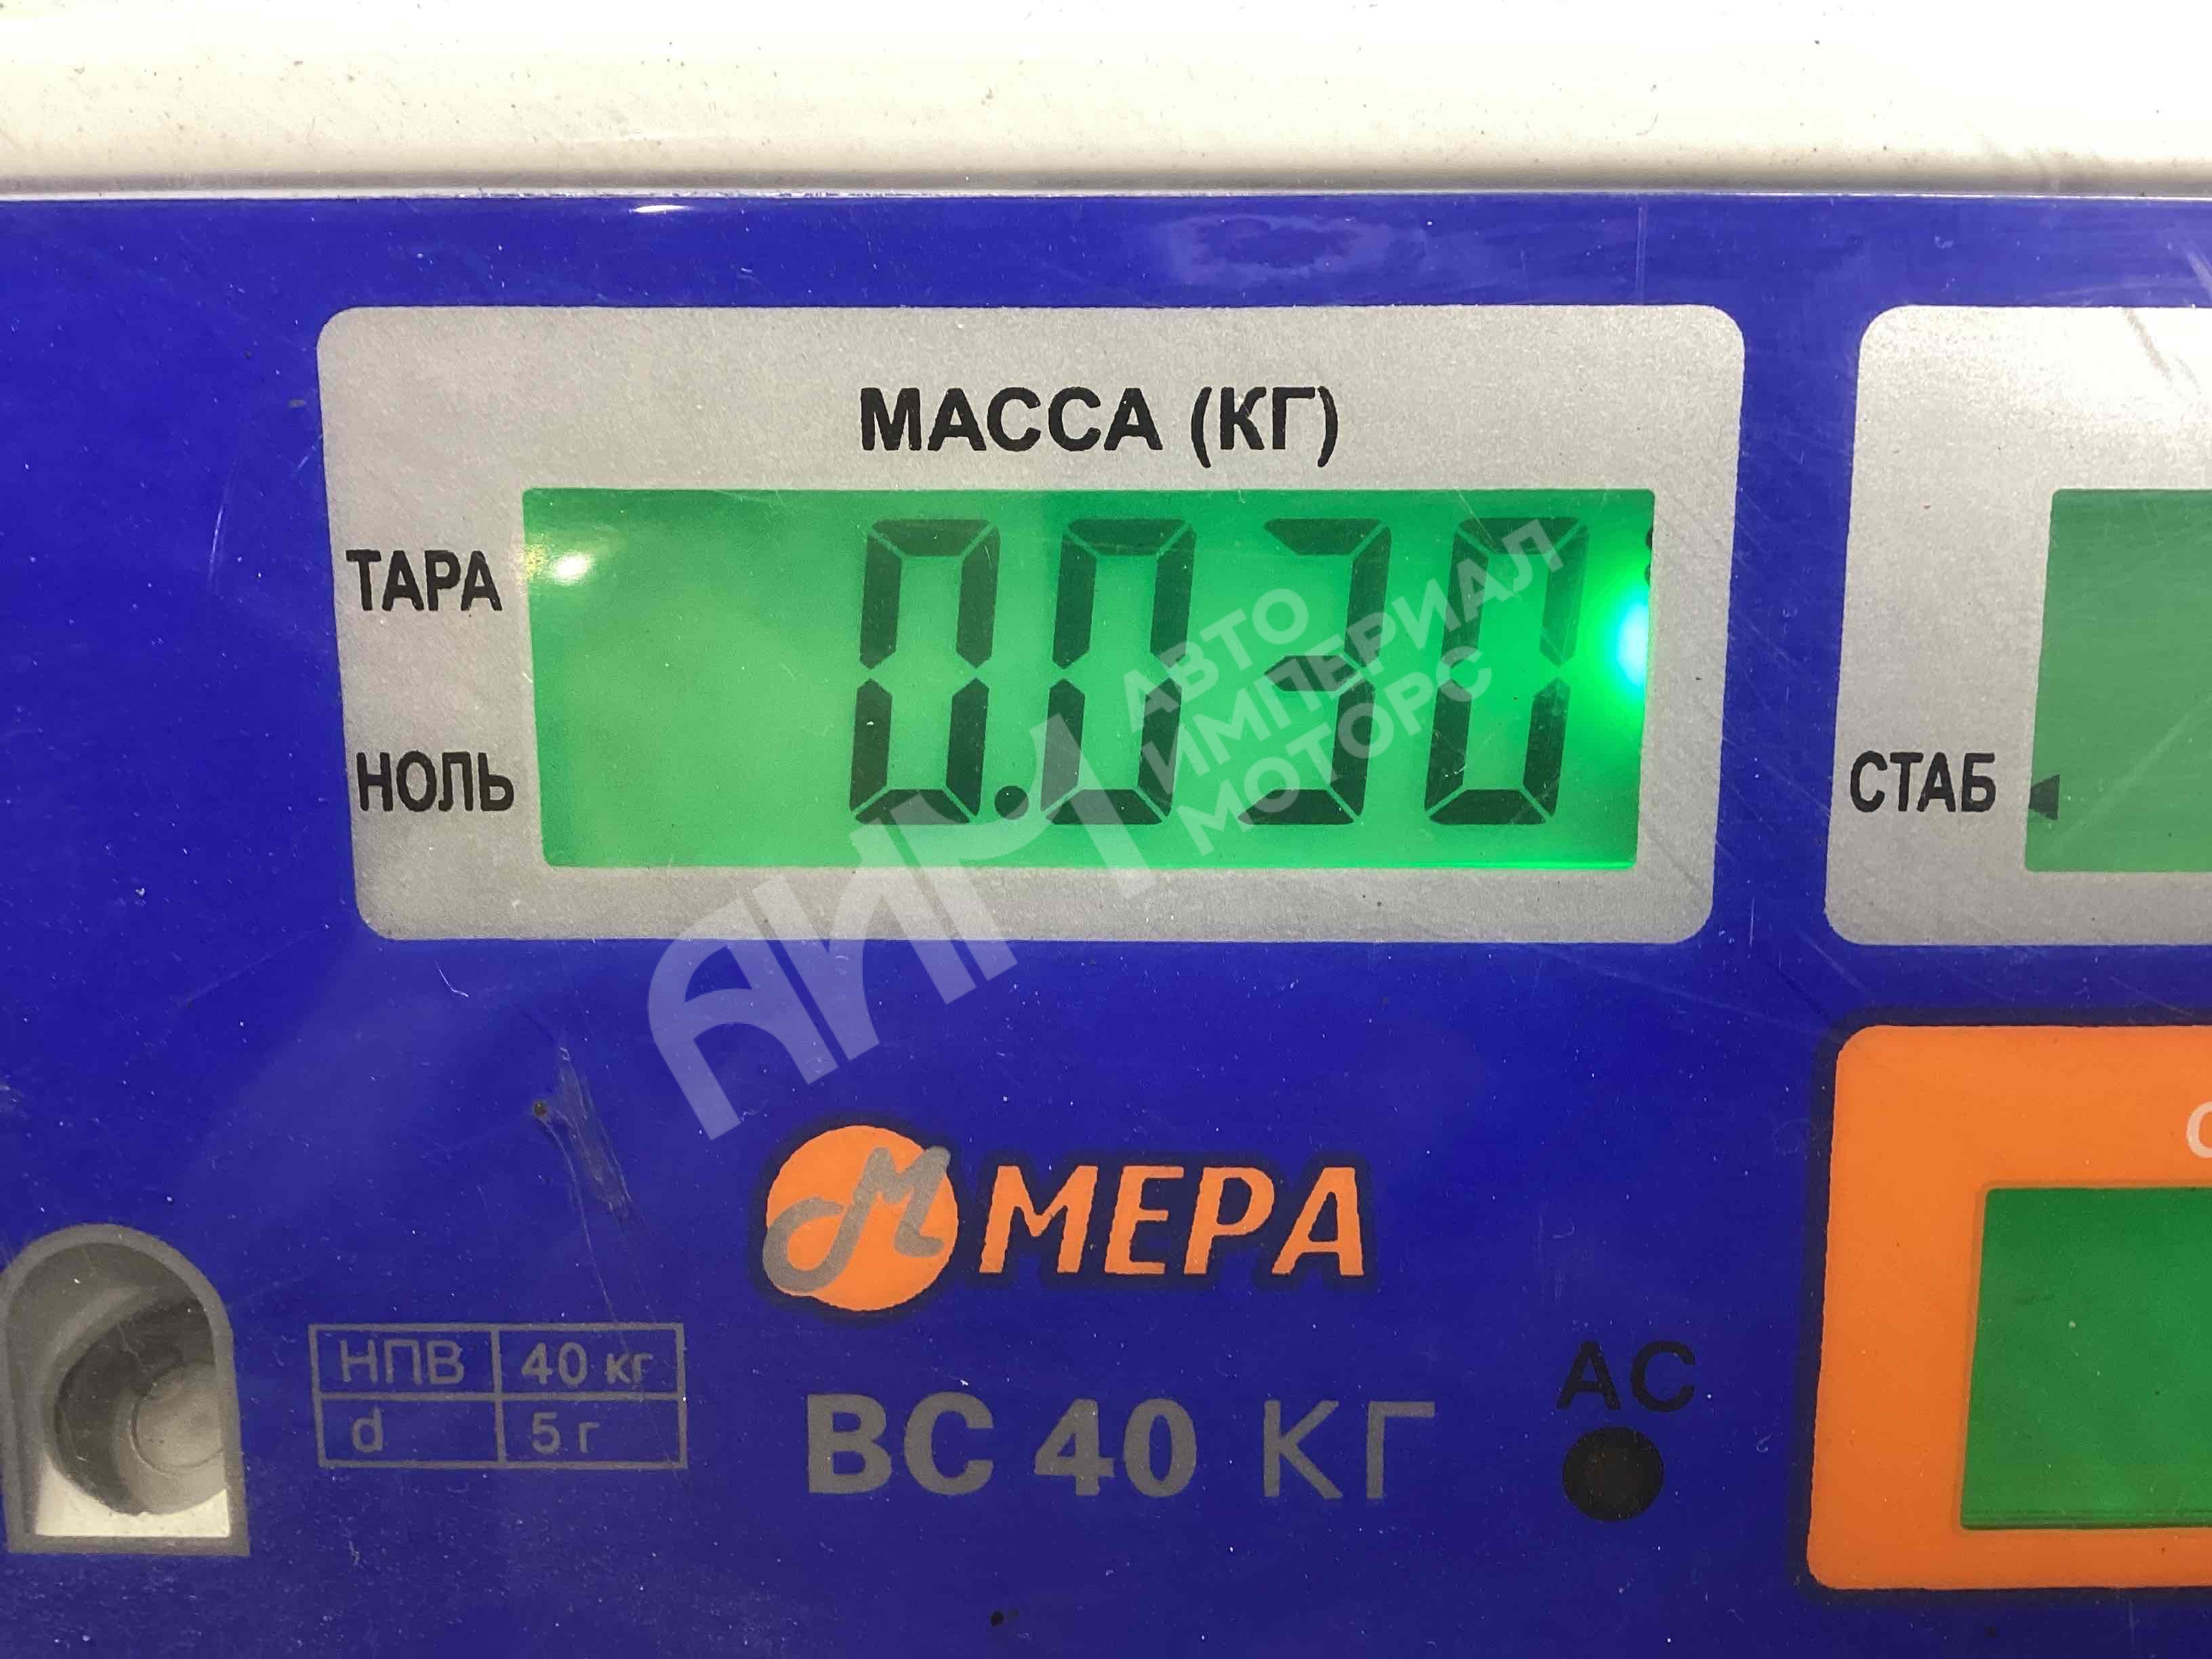 МАССА (КГ)
ТАРА
0.030
НОЛЬ
СТАБ
АИМ
АВТО
ИМПЕРИАЛ
МОТОРС
МЕРА
НПВ 40 кг
d 5 г
ВС 40 КГ
АС